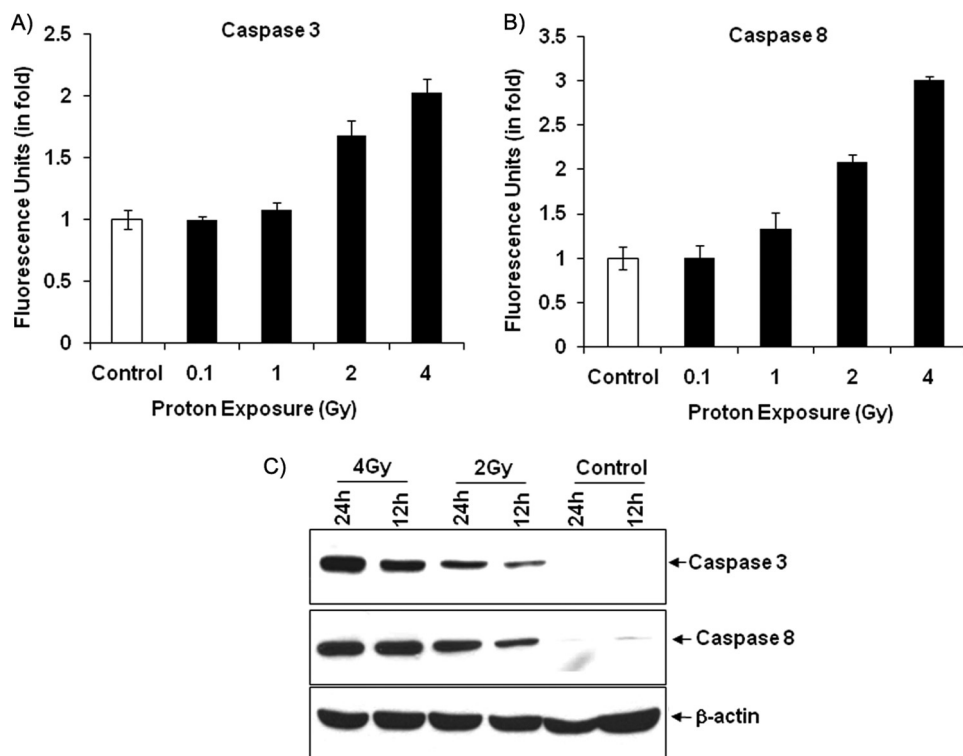 A)
Caspase 3
Fluorescence Units (in fold)
2.5
2
1.5
1
0.5
0
Control 0.1 1 2 4
Proton Exposure (Gy)
B)
Caspase 8
Fluorescence Units (in fold)
3.5
3
2.5
2
1.5
1
0.5
0
Control 0.1 1 2 4
Proton Exposure (Gy)
C)
4Gy 2Gy Control
24h 12h 24h 12h 24h 12h
Caspase 3
Caspase 8
β-actin